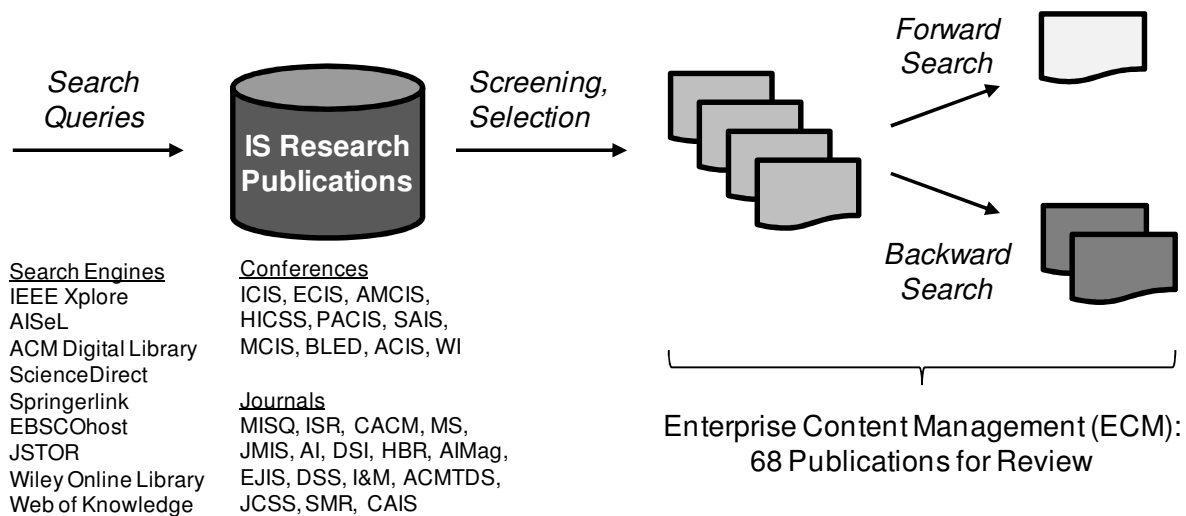 Search
Queries
IS Research
Publications
Screening,
Selection
Forward
Search
Backward
Search
Search Engines
IEEE Xplore
AISeL
ACM Digital Library
ScienceDirect
Springerlink
EBSCOhost
JSTOR
Wiley Online Library
Web of Knowledge
Conferences
ICIS, ECIS, AMCIS,
HICSS, PACIS, SAIS,
MCIS, BLED, ACIS, WI
Journals
MISQ, ISR, CACM, MS,
JMIS, AI, DSI, HBR, AIMag,
EJIS, DSS, I&M, ACMTDS,
JCSS, SMR, CAIS
Enterprise Content Management (ECM):
68 Publications for Review